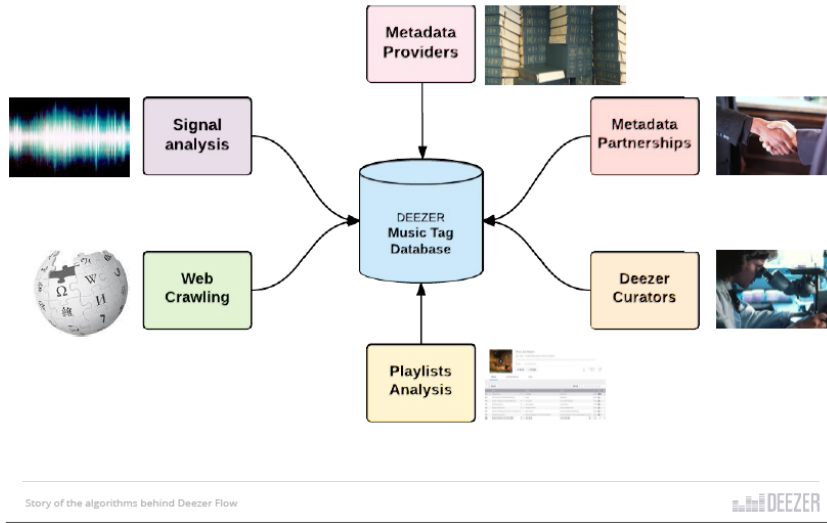 Metadata
Providers
Signal
analysis
Metadata
Partnerships
DEEZER
Music Tag
Database
Web
Crawling
Deezer
Curators
Playlists
Analysis
Story of the algorithms behind Deezer Flow
DEEZER